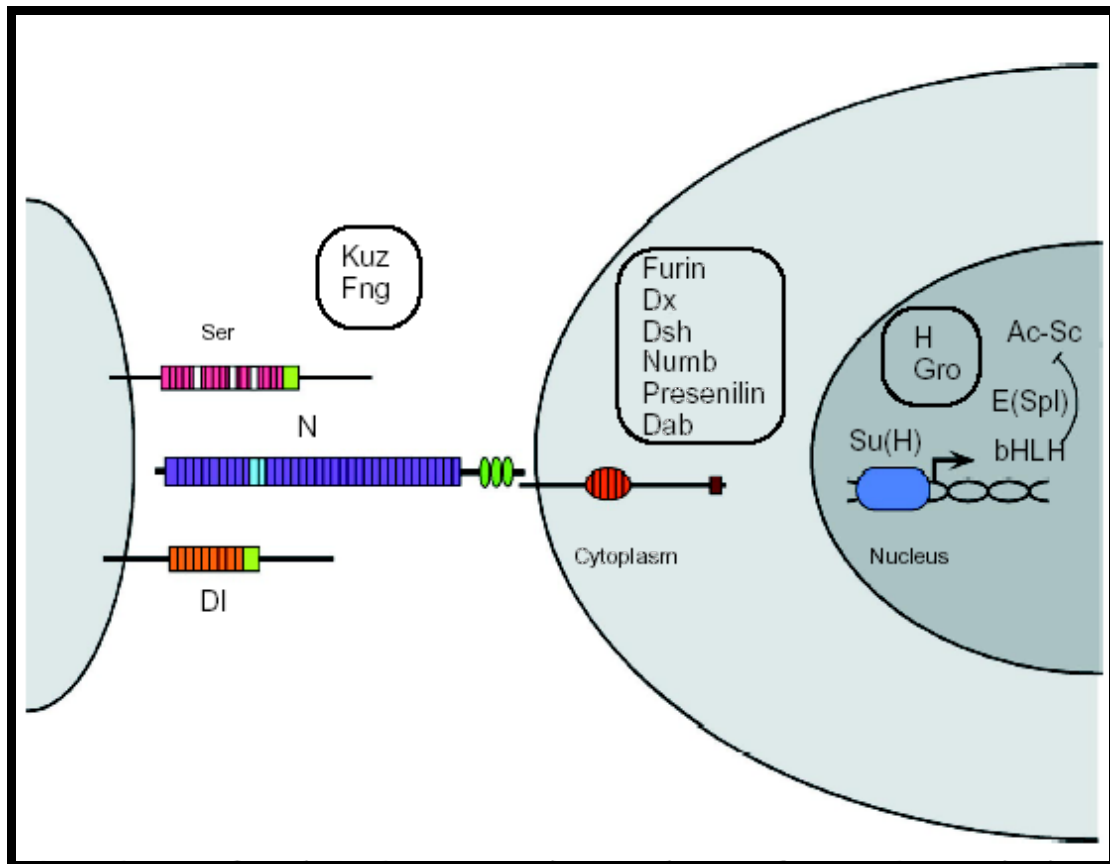 Kuz
Fng
Ser
N
Dl
Furin
Dx
Dsh
Numb
Presenilin
Dab
Cytoplasm
H
Gro
Ac-Sc
E(Spl)
bHLH
Su(H)
Nucleus